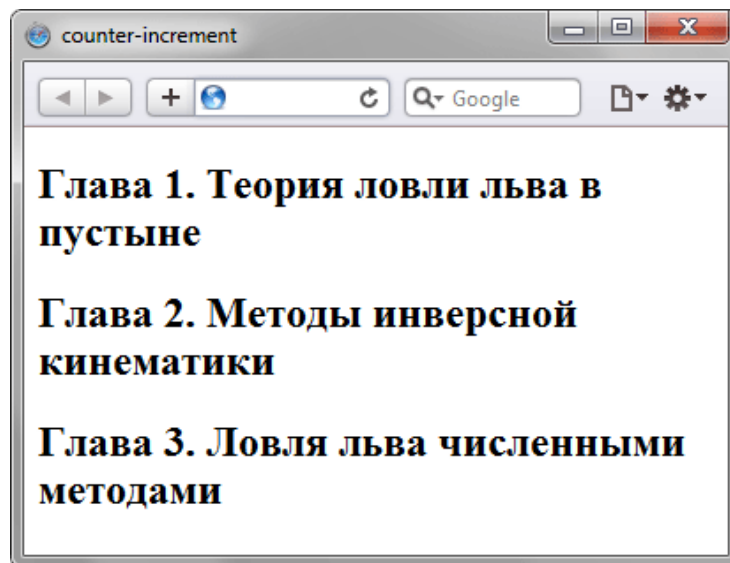 counter-increment
Google
Глава 1. Теория ловли льва в
пустыне
Глава 2. Методы инверсной
кинематики
Глава 3. Ловля льва численными
методами